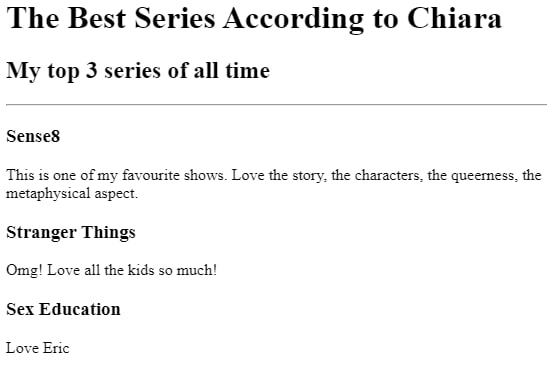 The Best Series According to Chiara
My top 3 series of all time
Sense8
This is one of my favourite shows. Love the story, the characters, the queerness, the
metaphysical aspect.
Stranger Things
Omg! Love all the kids so much!
Sex Education
Love Eric